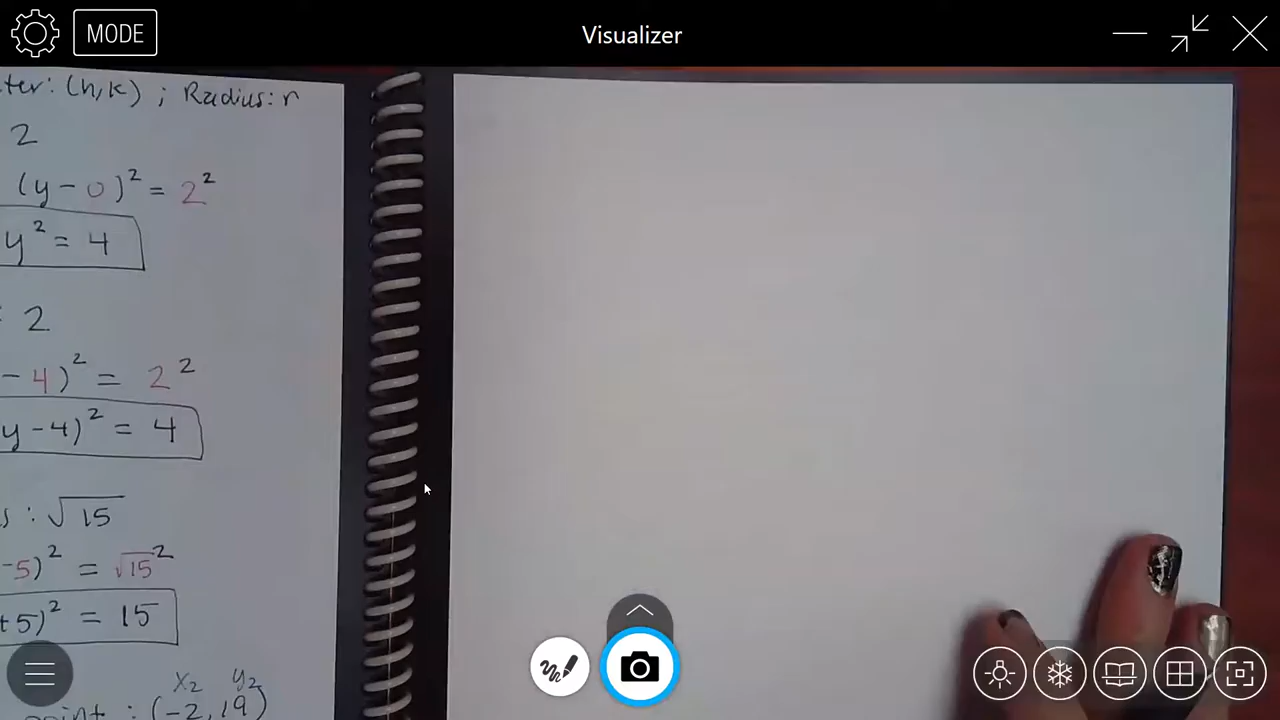 MODE
Visualizer
ter: (h,k) ; Radius: r
2
(y - 0)² = 2²
y² = 4
2
- 4)² = 2²
y - 4)² = 4
s : √15
-5)² = √15²
+5)² = 15
x₂ y₂
point : (-2, 19)